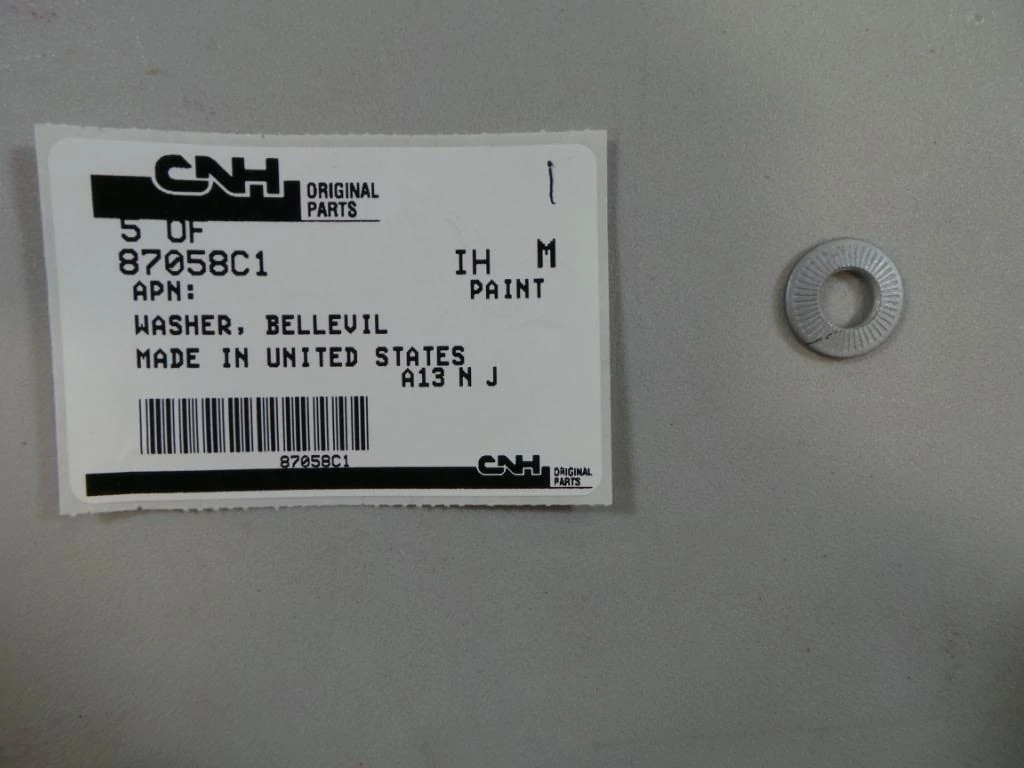 CNH ORIGINAL PARTS
5 OF
87058C1 IH M
APN: PAINT
WASHER, BELLEVIL
MADE IN UNITED STATES
A13 N J
87058C1
CNH ORIGINAL PARTS